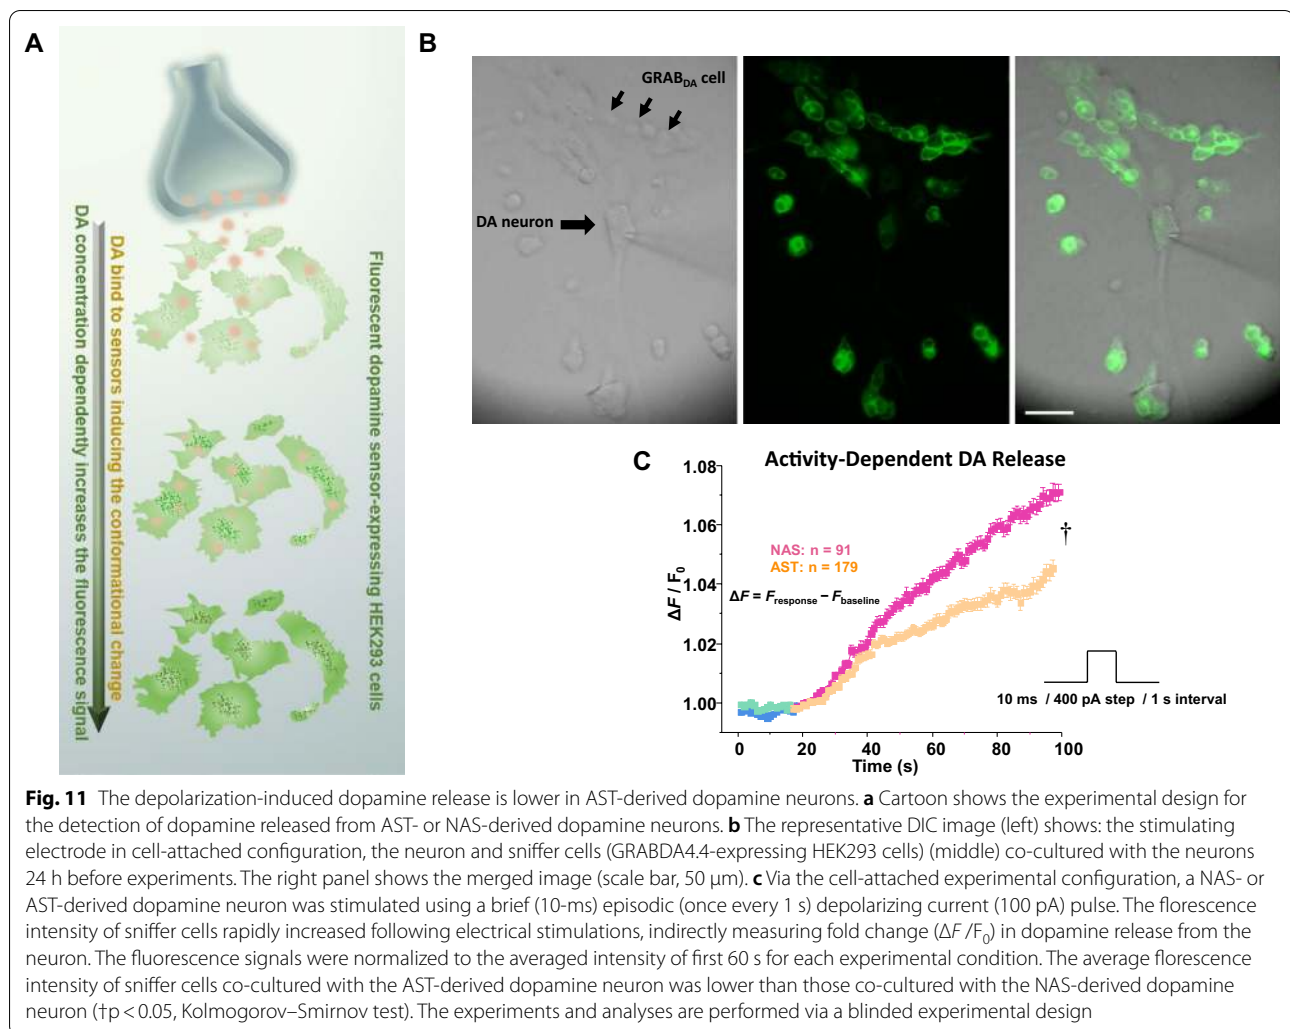 A
DA concentration dependently increases the fluorescence signal
DA bind to sensors inducing the conformational change
Fluorescent dopamine sensor-expressing HEK293 cells
B
GRAB_DA cell
DA neuron
C
Activity-Dependent DA Release
ΔF / F₀
1.08
1.06
1.04
1.02
1.00
NAS: n = 91
AST: n = 179
ΔF = F_response − F_baseline
†
10 ms / 400 pA step / 1 s interval
0 20 40 60 80 100
Time (s)
Fig. 11 The depolarization-induced dopamine release is lower in AST-derived dopamine neurons. a Cartoon shows the experimental design for
the detection of dopamine released from AST- or NAS-derived dopamine neurons. b The representative DIC image (left) shows: the stimulating
electrode in cell-attached configuration, the neuron and sniffer cells (GRABDA4.4-expressing HEK293 cells) (middle) co-cultured with the neurons
24 h before experiments. The right panel shows the merged image (scale bar, 50 μm). c Via the cell-attached experimental configuration, a NAS- or
AST-derived dopamine neuron was stimulated using a brief (10-ms) episodic (once every 1 s) depolarizing current (100 pA) pulse. The florescence
intensity of sniffer cells rapidly increased following electrical stimulations, indirectly measuring fold change (ΔF /F₀) in dopamine release from the
neuron. The fluorescence signals were normalized to the averaged intensity of first 60 s for each experimental condition. The average florescence
intensity of sniffer cells co-cultured with the AST-derived dopamine neuron was lower than those co-cultured with the NAS-derived dopamine
neuron (†p < 0.05, Kolmogorov–Smirnov test). The experiments and analyses are performed via a blinded experimental design